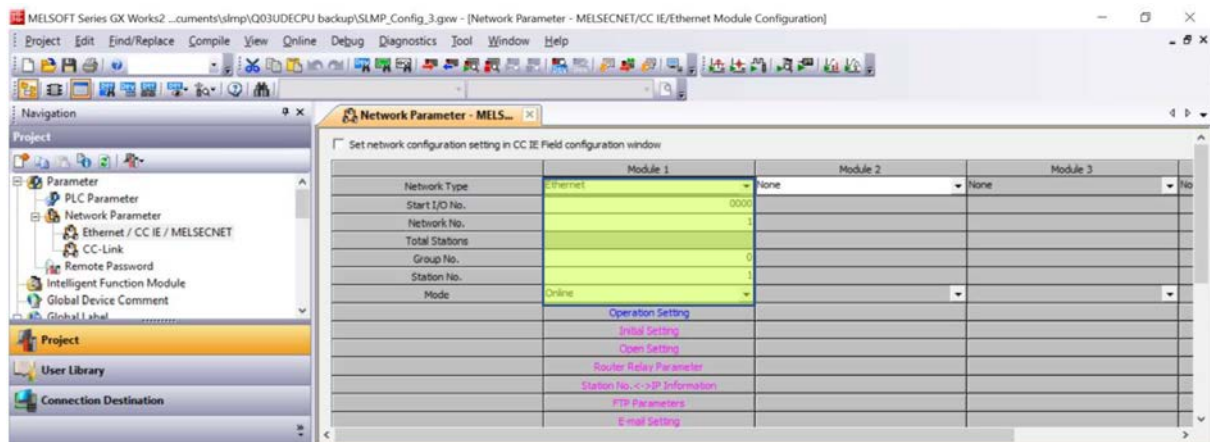 MELSOFT Series GX Works2 ...cuments\slmp\Q03UDECPU backup\SLMP_Config_3.gxw - [Network Parameter - MELSECNET/CC IE/Ethernet Module Configuration]
Project Edit Find/Replace Compile View Online Debug Diagnostics Tool Window Help
Navigation
Network Parameter - MELS...
Project
Set network configuration setting in CC IE Field configuration window
Parameter
PLC Parameter
Network Parameter
Ethernet / CC IE / MELSECNET
CC-Link
Remote Password
Intelligent Function Module
Global Device Comment
Global Label
Project
User Library
Connection Destination
Module 1 Module 2 Module 3
Network Type Ethernet None None No
Start I/O No. 0000
Network No. 1
Total Stations
Group No. 0
Station No. 1
Mode Online
Operation Setting
Initial Setting
Open Setting
Router Relay Parameter
Station No.<->IP Information
FTP Parameters
E-mail Setting